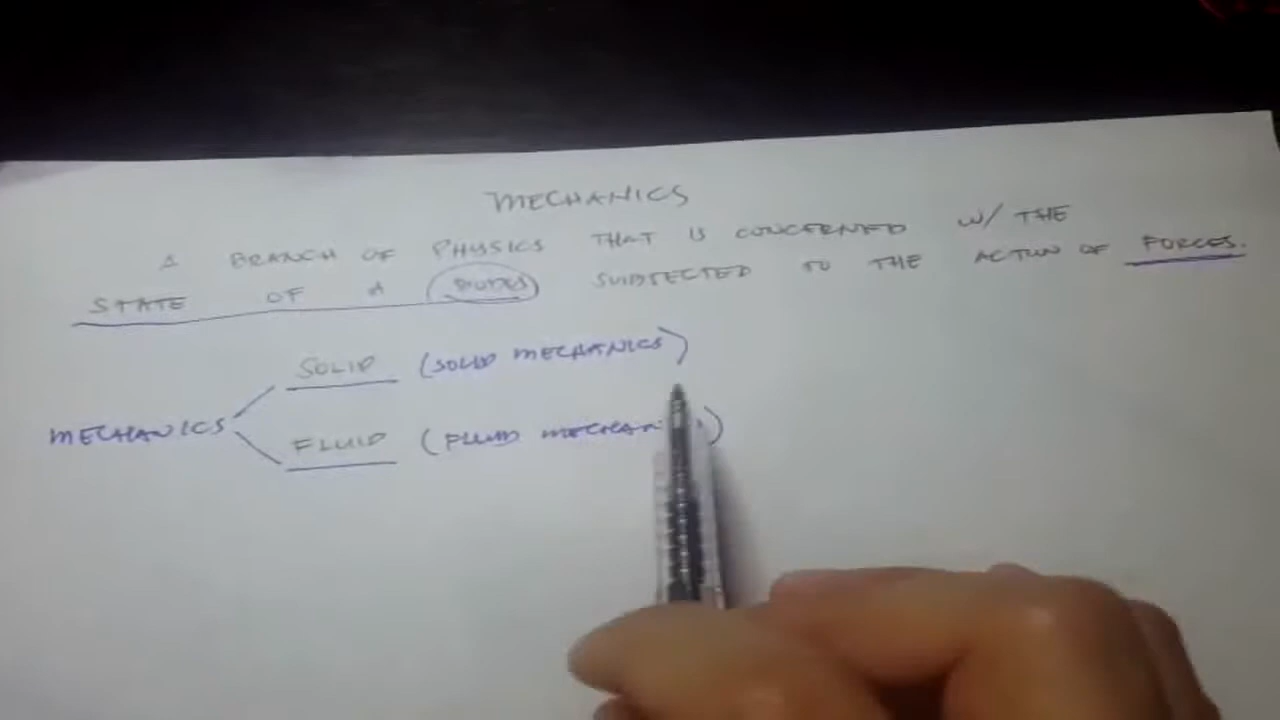 MECHANICS
A BRANCH OF PHYSICS THAT IS CONCERNED W/ THE
STATE OF A BODIES SUBJECTED TO THE ACTION OF FORCES.
SOLID (SOLID MECHANICS)
MECHANICS
FLUID (FLUID MECHAN)